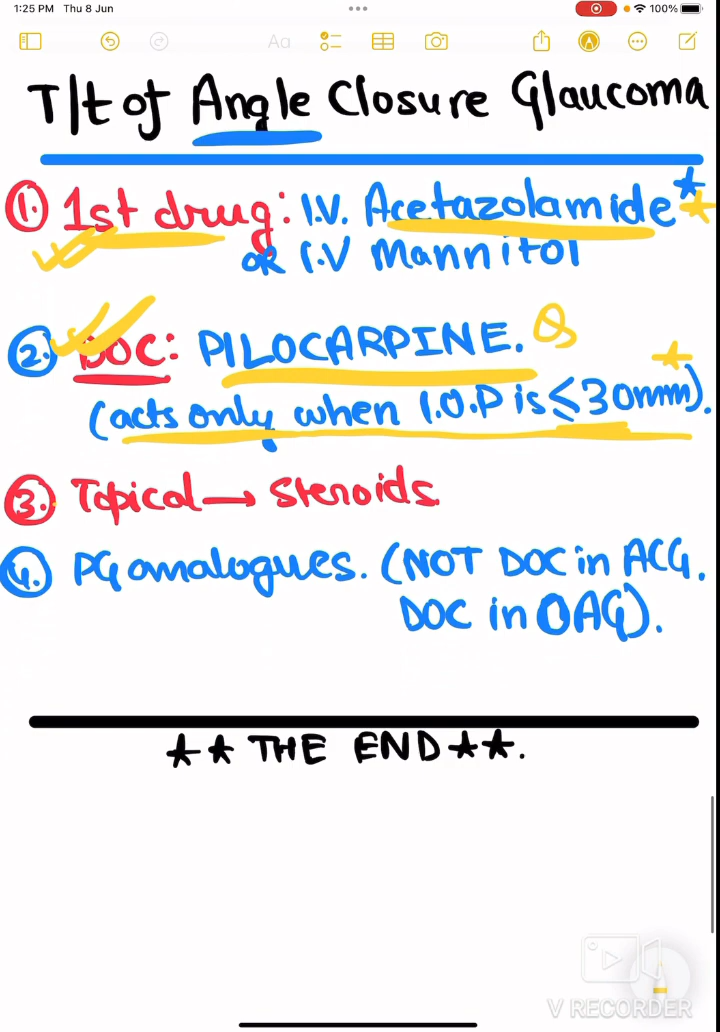 1:25 PM Thu 8 Jun
100%
Aa
T/t of Angle Closure Glaucoma
1. 1st drug: I.V. Acetazolamide
OR I.V Mannitol
2. DOC: PILOCARPINE.
(acts only when I.O.P is ≤30mm).
3. Topical → Steroids
4. PG analogues. (NOT DOC in ACG.
DOC in OAG).
★★ THE END ★★.
V RECORDER